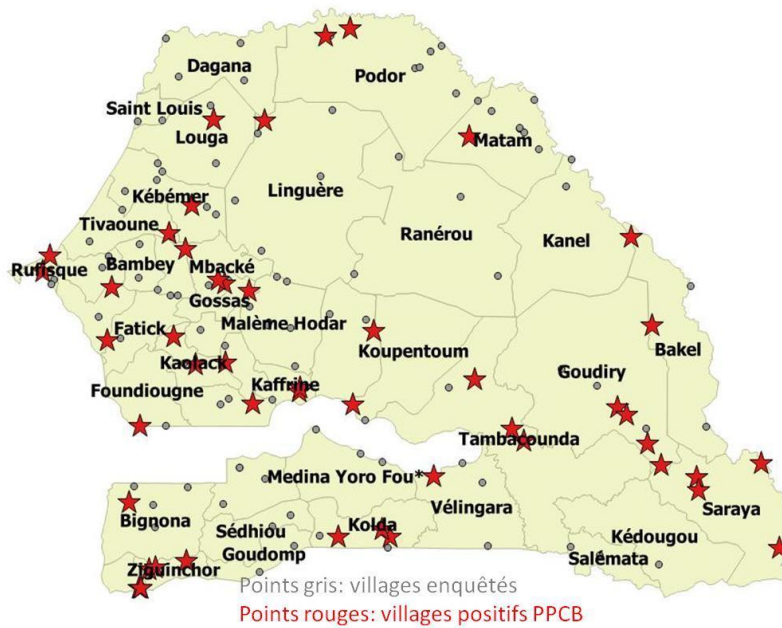 Dagana
Podor
Saint Louis
Louga
Matam
Linguère
Kébémer
Tivaoune
Ranérou
Kanel
Rufisque
Bambey
Mbacké
Gossas
Malème Hodar
Fatick
Koupentoum
Bakel
Kaolack
Goudiry
Foundiougne
Kaffrine
Tambacounda
Medina Yoro Fou*
Vélingara
Saraya
Bignona
Sédhiou
Kolda
Kédougou
Goudomp
Salémata
Ziguinchor
Points gris: villages enquêtés
Points rouges: villages positifs PPCB